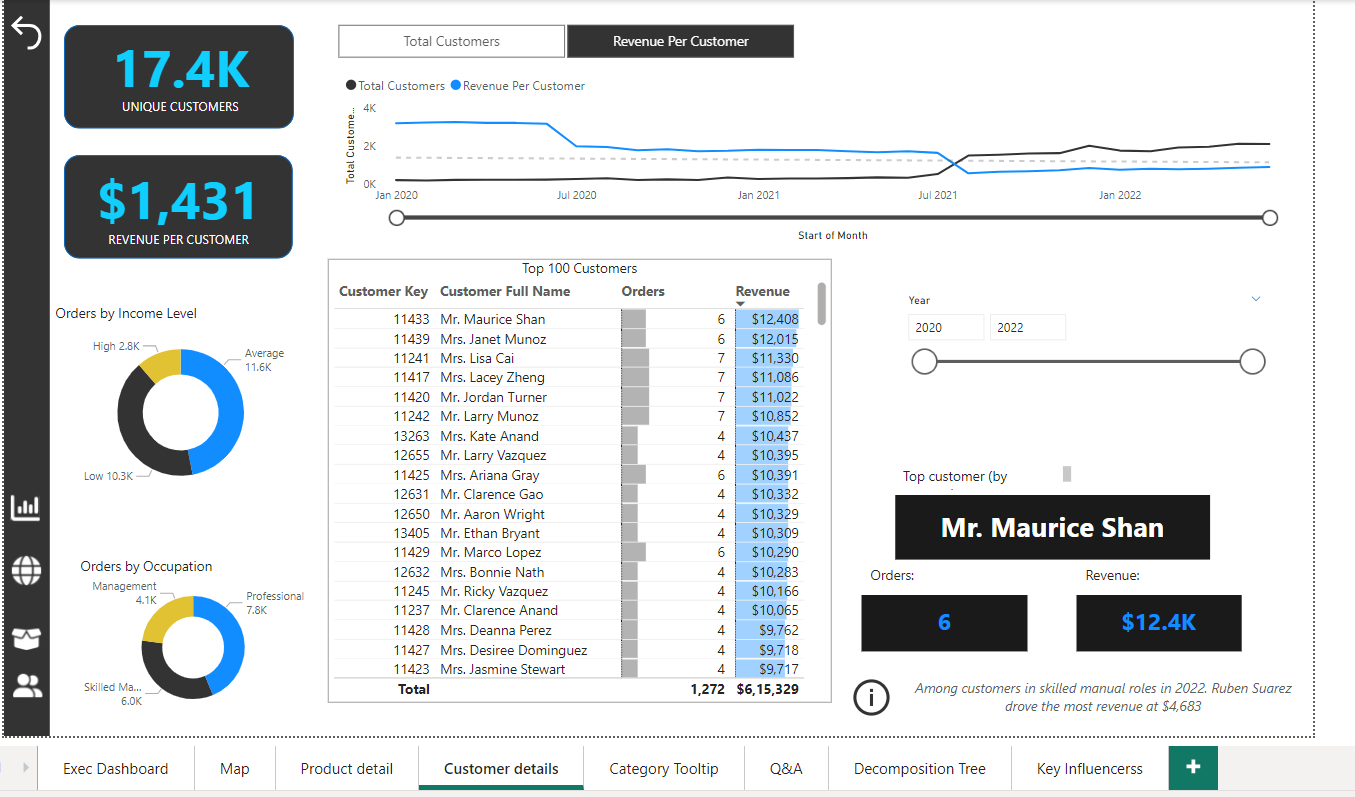 17.4K
UNIQUE CUSTOMERS
$1,431
REVENUE PER CUSTOMER
Total Customers
Revenue Per Customer
Total Customers Revenue Per Customer
Total Custome...
4K
2K
0K
Jan 2020 Jul 2020 Jan 2021 Jul 2021 Jan 2022
Start of Month
Orders by Income Level
High 2.8K
Average
11.6K
Low 10.3K
Orders by Occupation
Management
4.1K
Professional
7.8K
Skilled Ma...
6.0K
Top 100 Customers
Customer Key Customer Full Name Orders Revenue
11433 Mr. Maurice Shan 6 $12,408
11439 Mrs. Janet Munoz 6 $12,015
11241 Mrs. Lisa Cai 7 $11,330
11417 Mrs. Lacey Zheng 7 $11,086
11420 Mr. Jordan Turner 7 $11,022
11242 Mr. Larry Munoz 7 $10,852
13263 Mrs. Kate Anand 4 $10,437
12655 Mr. Larry Vazquez 4 $10,395
11425 Mrs. Ariana Gray 6 $10,391
12631 Mr. Clarence Gao 4 $10,332
12650 Mr. Aaron Wright 4 $10,329
13405 Mr. Ethan Bryant 4 $10,309
11429 Mr. Marco Lopez 6 $10,290
12632 Mrs. Bonnie Nath 4 $10,283
11245 Mr. Ricky Vazquez 4 $10,166
11237 Mr. Clarence Anand 4 $10,065
11428 Mrs. Deanna Perez 4 $9,762
11427 Mrs. Desiree Dominguez 4 $9,718
11423 Mrs. Jasmine Stewart 4 $9,717
Total 1,272 $6,15,329
Year
2020 2022
Top customer (by
Mr. Maurice Shan
Orders: Revenue:
6 $12.4K
i
Among customers in skilled manual roles in 2022. Ruben Suarez
drove the most revenue at $4,683
Exec Dashboard Map Product detail Customer details Category Tooltip Q&A Decomposition Tree Key Influencerss +